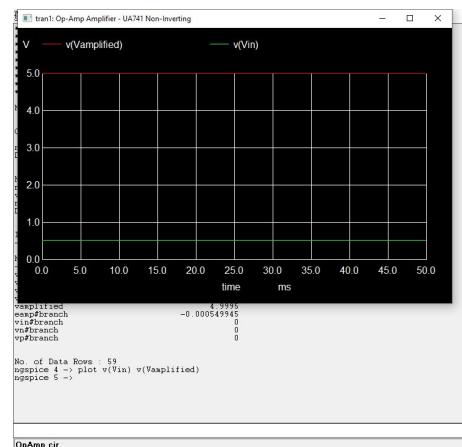 tran1: Op-Amp Amplifier - UA741 Non-Inverting
V v(Vamplified) v(Vin)
5.0
4.0
3.0
2.0
1.0
0.0
0.0 5.0 10.0 15.0 20.0 25.0 30.0 35.0 40.0 45.0 50.0
time ms
vamplified 4.9995
eamp#branch -0.000549945
vin#branch 0
vn#branch 0
vp#branch 0
No. of Data Rows : 59
ngspice 4 -> plot v(Vin) v(Vamplified)
ngspice 5 ->
OpAmp.cir